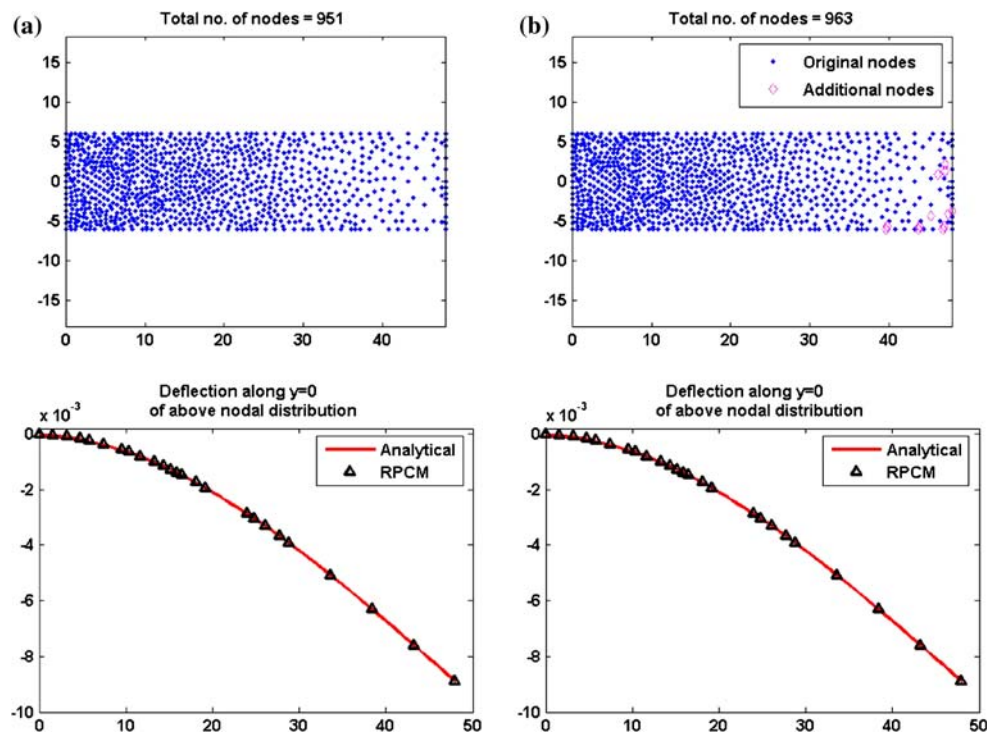 (a)
Total no. of nodes = 951
15
10
5
0
-5
-10
-15
0 10 20 30 40
(b)
Total no. of nodes = 963
Original nodes
Additional nodes
15
10
5
0
-5
-10
-15
0 10 20 30 40
Deflection along y=0
of above nodal distribution
x 10⁻³
Analytical
RPCM
0
-2
-4
-6
-8
-10
0 10 20 30 40 50
Deflection along y=0
of above nodal distribution
x 10⁻³
Analytical
RPCM
0
-2
-4
-6
-8
-10
0 10 20 30 40 50